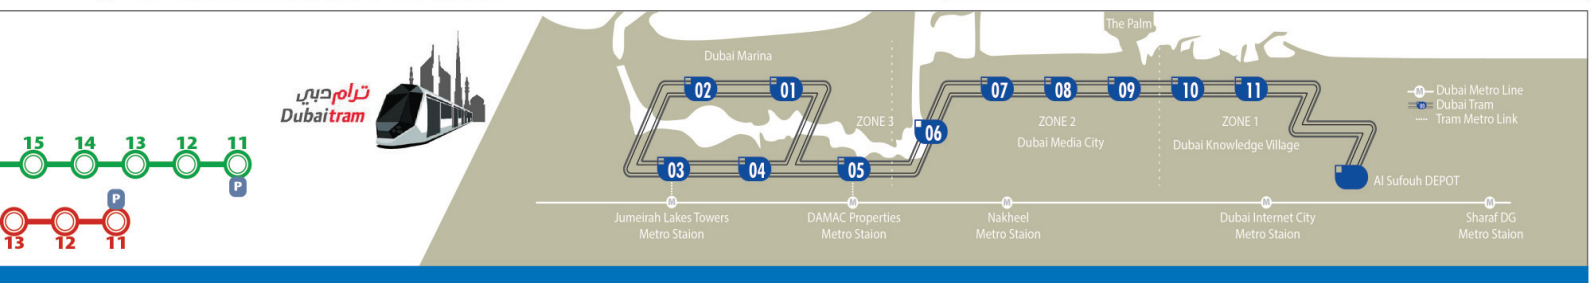 15 14 13 12 11
P
P
13 12 11
ترام دبي
Dubai tram
Dubai Marina
The Palm
02 01
07 08 09 10 11
ZONE 3
06
ZONE 2
ZONE 1
Dubai Media City
Dubai Knowledge Village
03 04 05
Al Sufouh DEPOT
M Dubai Metro Line
Dubai Tram
Tram Metro Link
M M M M M
Jumeirah Lakes Towers
Metro Staion
DAMAC Properties
Metro Staion
Nakheel
Metro Staion
Dubai Internet City
Metro Staion
Sharaf DG
Metro Staion